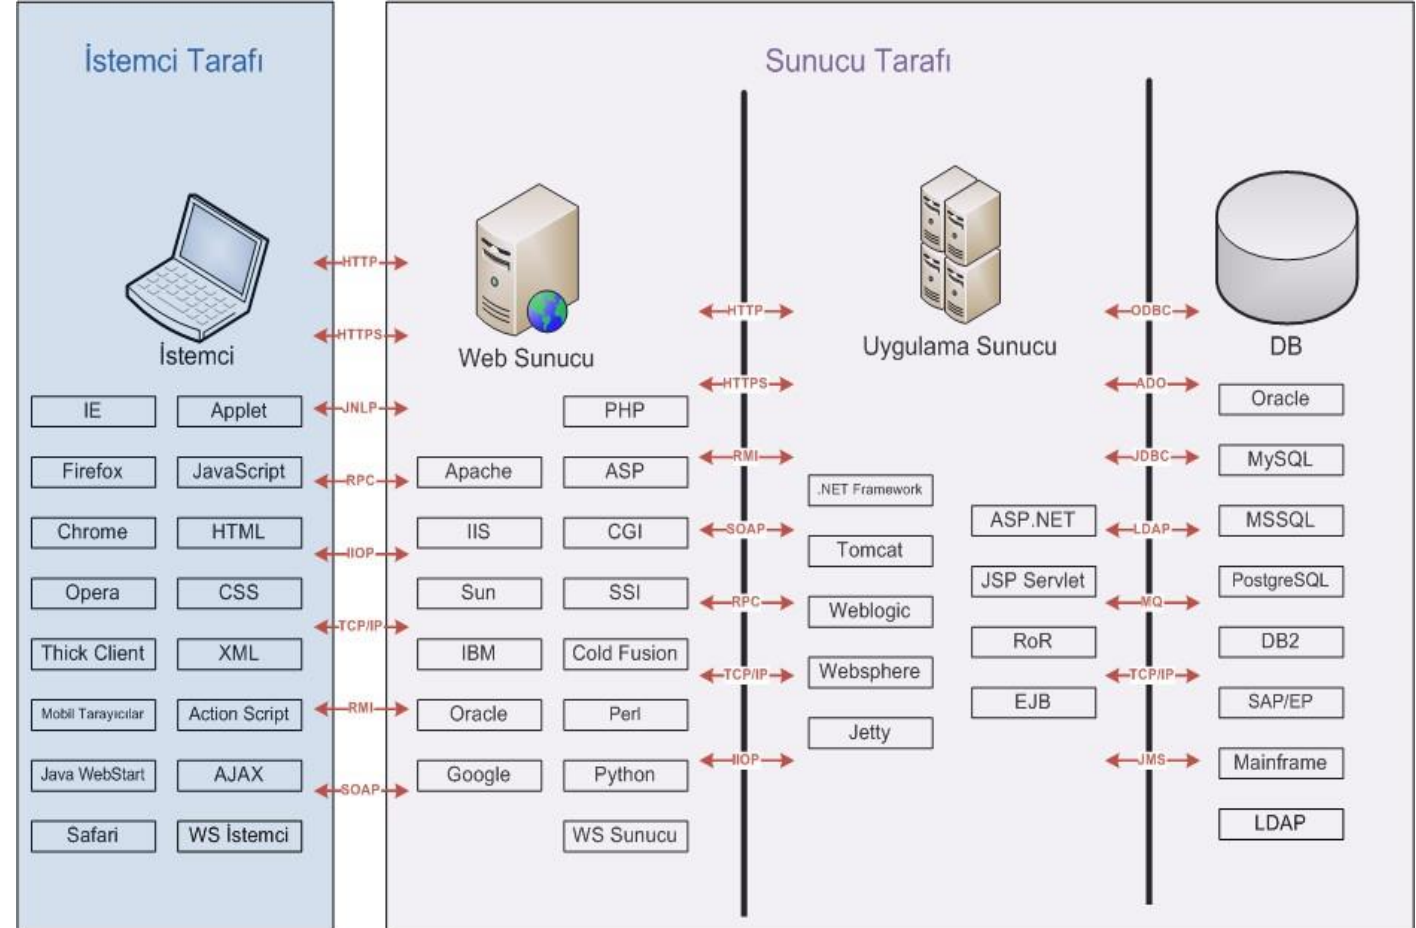 İstemci Tarafı
Sunucu Tarafı
İstemci
IE
Applet
Firefox
JavaScript
Chrome
HTML
Opera
CSS
Thick Client
XML
Mobil Tarayıcılar
Action Script
Java WebStart
AJAX
Safari
WS İstemci
HTTP
HTTPS
JNLP
RPC
IIOP
TCP/IP
RMI
SOAP
Web Sunucu
PHP
Apache
ASP
IIS
CGI
Sun
SSI
IBM
Cold Fusion
Oracle
Perl
Google
Python
WS Sunucu
HTTP
HTTPS
RMI
SOAP
RPC
TCP/IP
IIOP
Uygulama Sunucu
.NET Framework
ASP.NET
Tomcat
JSP Servlet
Weblogic
RoR
Websphere
EJB
Jetty
ODBC
ADO
JDBC
LDAP
MQ
TCP/IP
JMS
DB
Oracle
MySQL
MSSQL
PostgreSQL
DB2
SAP/EP
Mainframe
LDAP